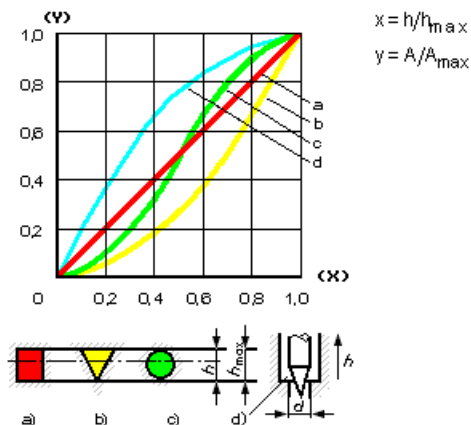 (Y)
x = h/hmax
y = A/Amax
1,0
0,8
0,6
0,4
0,2
a
b
c
d
(X)
0 0,2 0,4 0,6 0,8 1,0
h hmax h
d
a) b) c) d)